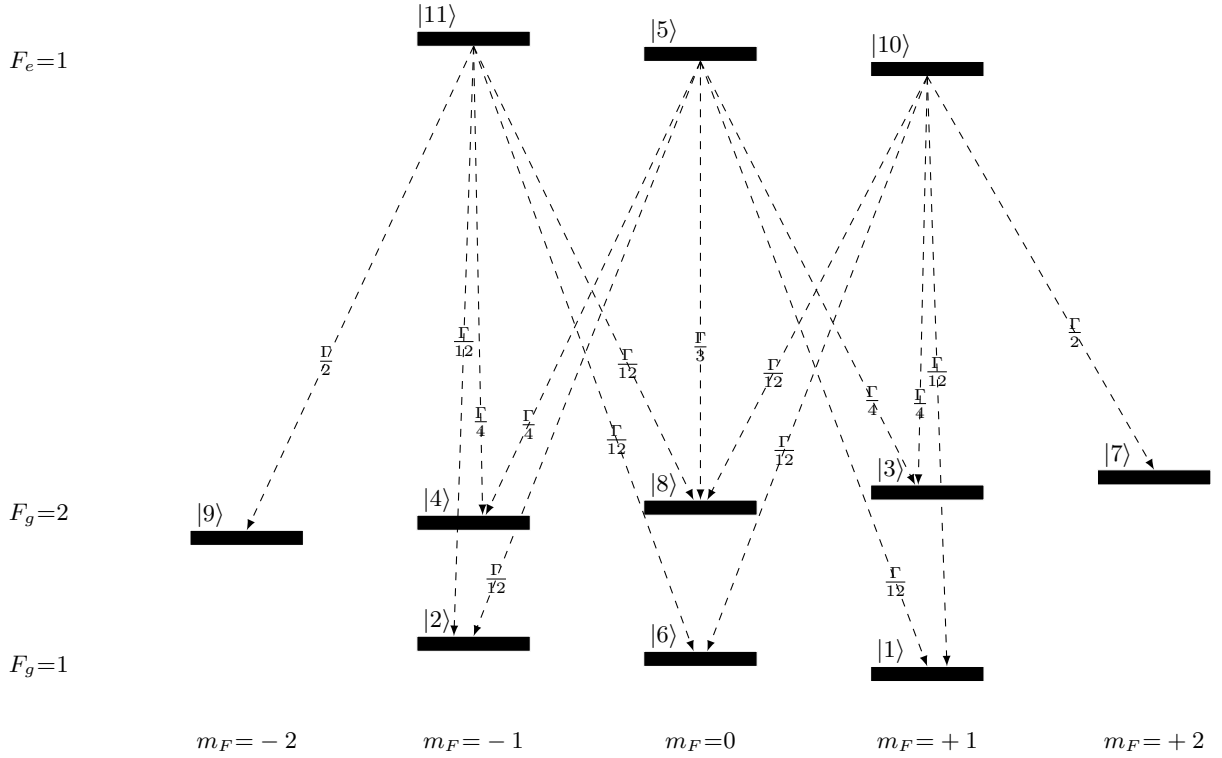 |11⟩
|5⟩
|10⟩
F_e=1
Γ/12
Γ/3
Γ/2
Γ/2
Γ/12
Γ/12
Γ/12
Γ/4
Γ/4
Γ/4
Γ/4
Γ/12
Γ/12
|7⟩
|3⟩
|8⟩
F_g=2
|9⟩
|4⟩
Γ/12
Γ/12
|2⟩
|6⟩
|1⟩
F_g=1
m_F=−2
m_F=−1
m_F=0
m_F=+1
m_F=+2